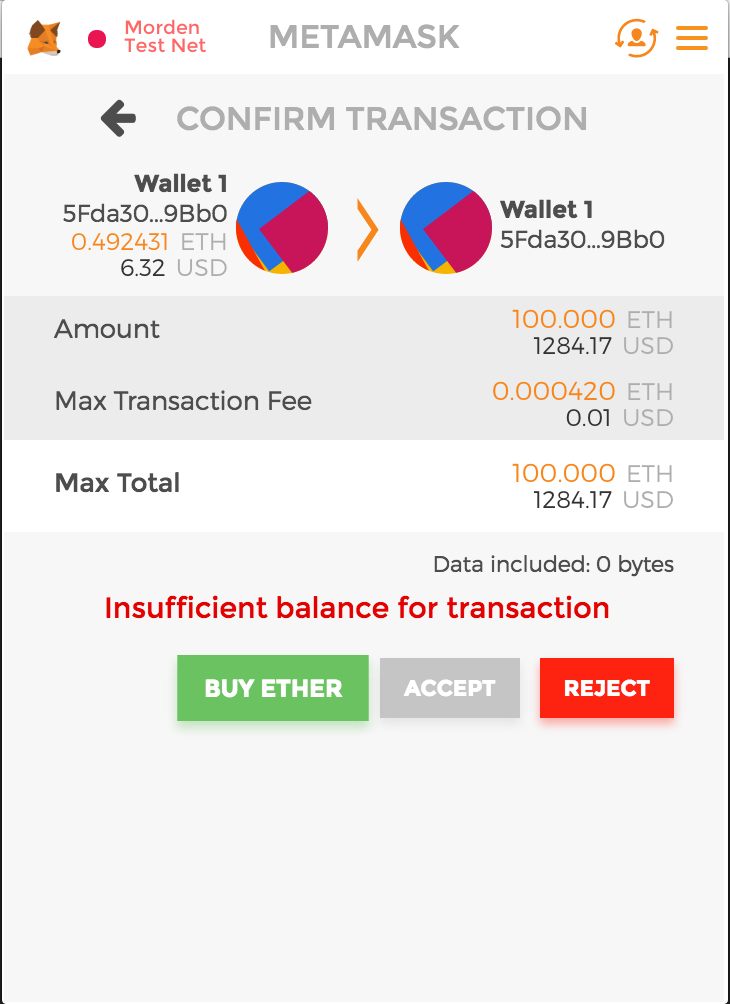 Morden
Test Net
METAMASK
CONFIRM TRANSACTION
Wallet 1
5Fda30...9Bb0
0.492431 ETH
6.32 USD
Wallet 1
5Fda30...9Bb0
Amount
100.000 ETH
1284.17 USD
Max Transaction Fee
0.000420 ETH
0.01 USD
Max Total
100.000 ETH
1284.17 USD
Data included: 0 bytes
Insufficient balance for transaction
BUY ETHER
ACCEPT
REJECT